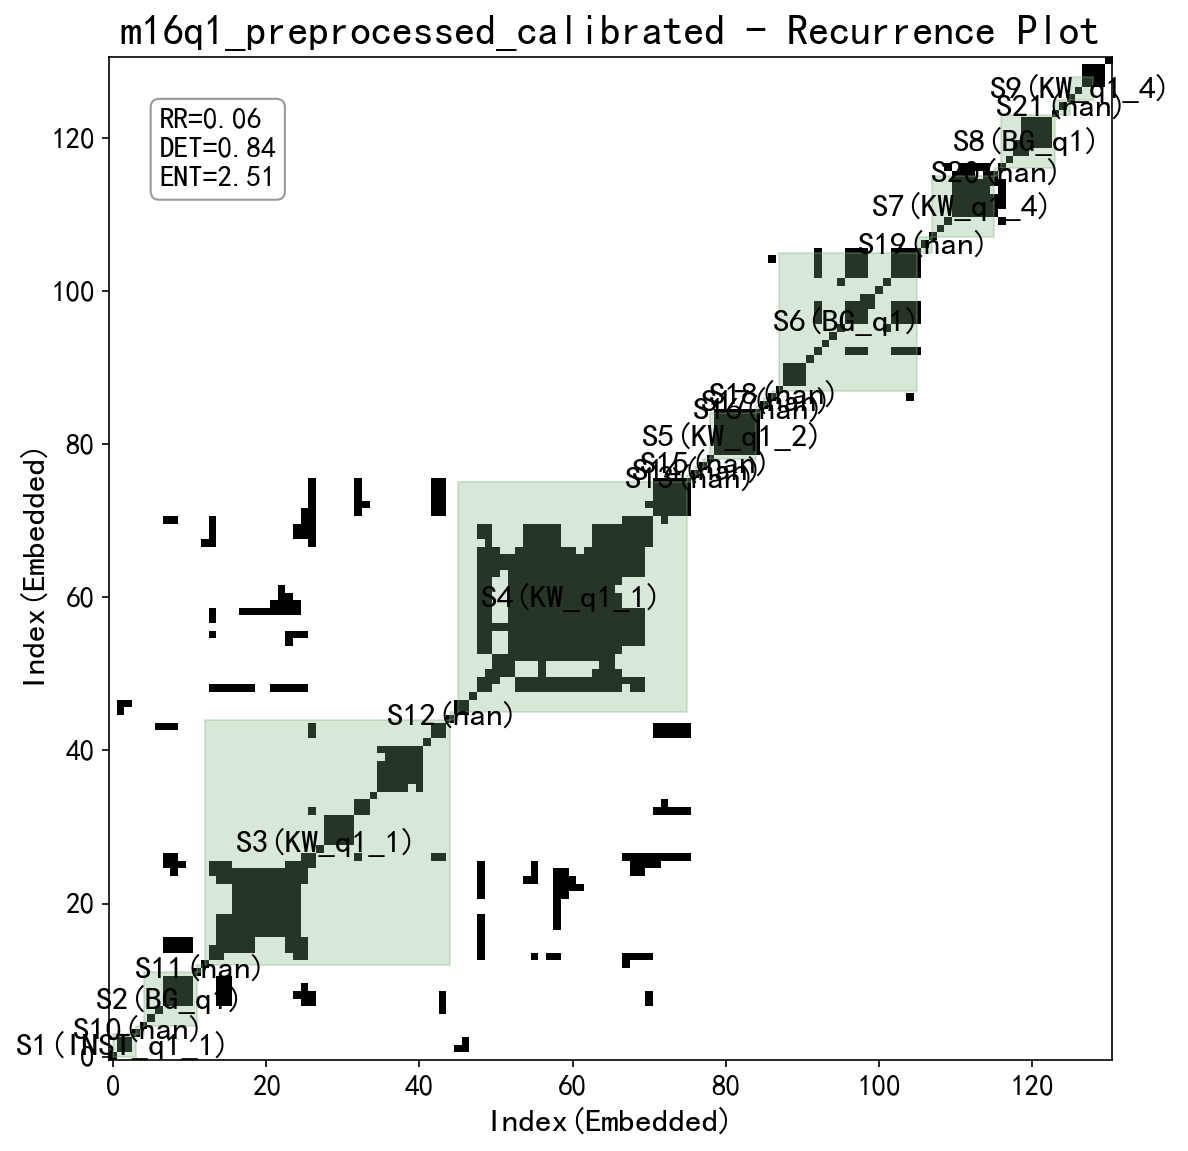 m16q1_preprocessed_calibrated - Recurrence Plot
RR=0.06
DET=0.84
ENT=2.51
S9(KW_q1_4)
S21(nan)
S8(BG_q1)
S20(nan)
S7(KW_q1_4)
S19(nan)
S6(BG_q1)
S18(nan)
S16(nan)
S5(KW_q1_2)
S15(nan)
S13(nan)
S4(KW_q1_1)
S12(nan)
S3(KW_q1_1)
S11(nan)
S2(BG_q1)
S10(nan)
S1(INST_q1_1)
120
100
80
60
40
20
0
0 20 40 60 80 100 120
Index(Embedded)
Index(Embedded)